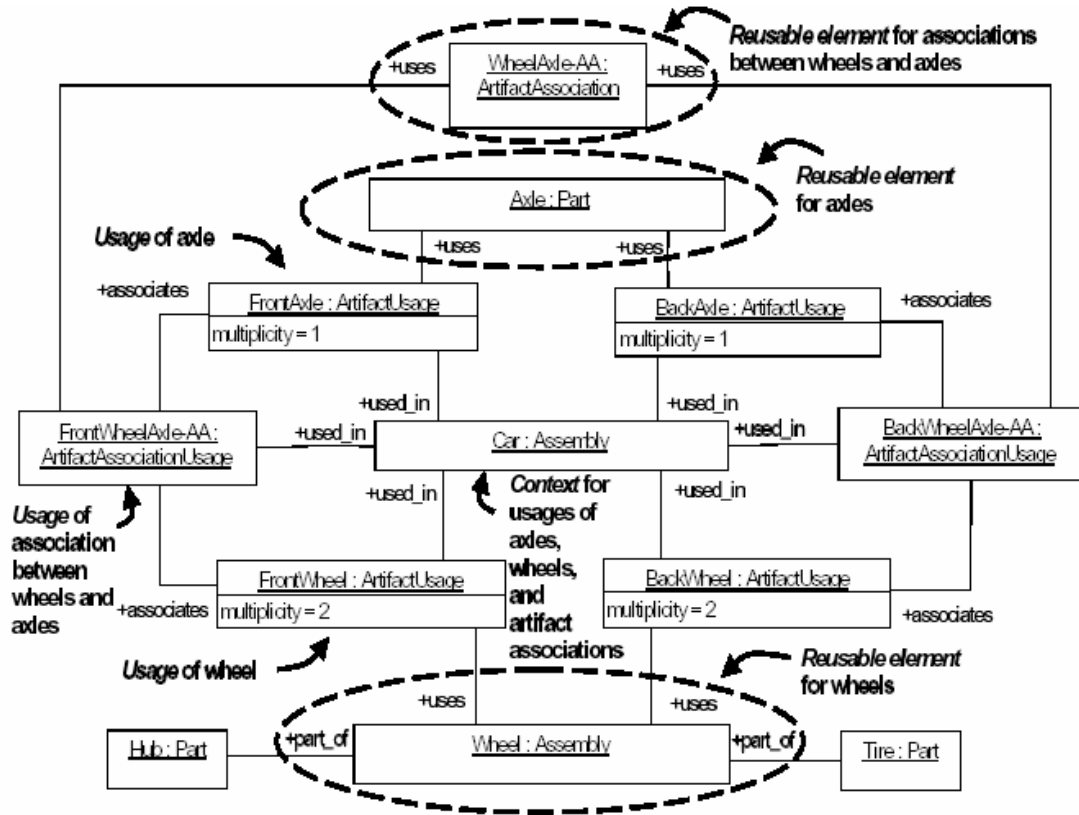 WheelAxle-AA :
ArtifactAssociation
+uses
+uses
Reusable element for associations
between wheels and axles
Axle : Part
Reusable element
for axles
+uses
+uses
Usage of axle
+associates
FrontAxle : ArtifactUsage
multiplicity = 1
BackAxle : ArtifactUsage
multiplicity = 1
+associates
+used_in
+used_in
FrontWheelAxle-AA :
ArtifactAssociationUsage
+used_in
Car : Assembly
+used_in
BackWheelAxle-AA :
ArtifactAssociationUsage
+used_in
+used_in
Usage of
association
between
wheels and
axles
Context for
usages of
axles,
wheels,
and
artifact
associations
FrontWheel : ArtifactUsage
multiplicity = 2
BackWheel : ArtifactUsage
multiplicity = 2
+associates
+associates
Usage of wheel
Reusable element
for wheels
+uses
+uses
Hub : Part
+part_of
Wheel : Assembly
+part_of
Tire : Part